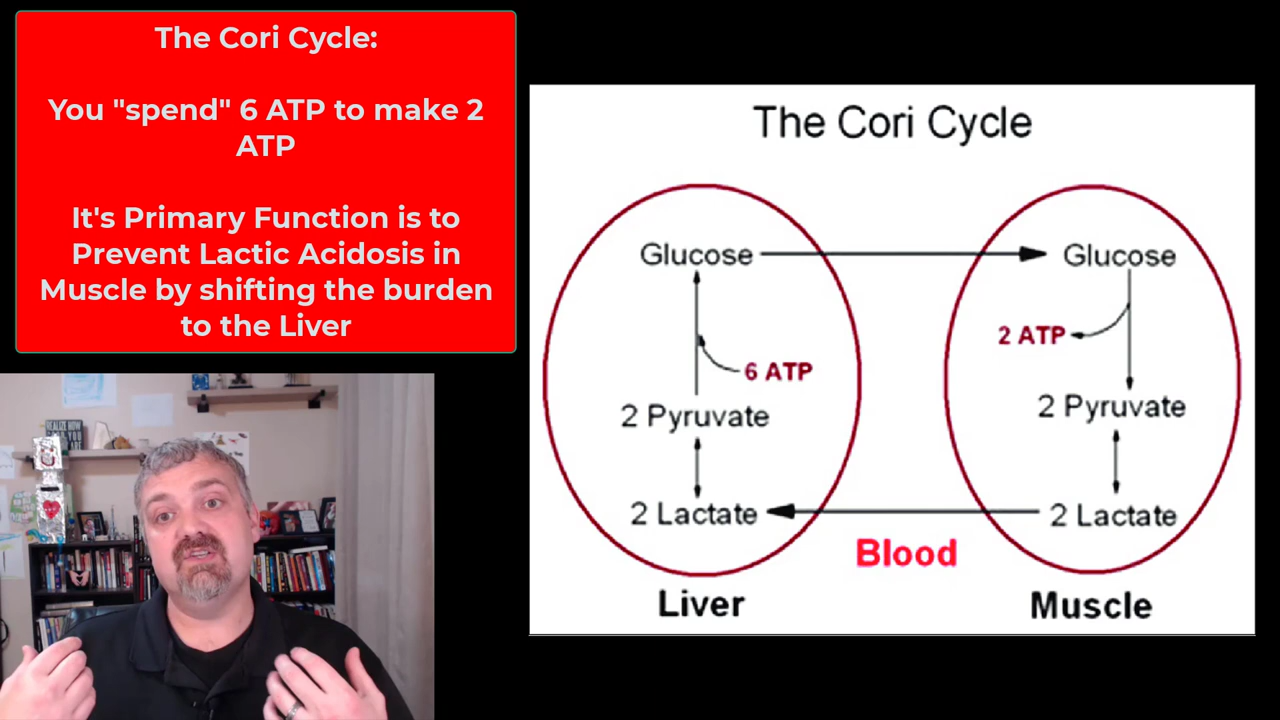 The Cori Cycle:
You "spend" 6 ATP to make 2
ATP
It's Primary Function is to
Prevent Lactic Acidosis in
Muscle by shifting the burden
to the Liver
The Cori Cycle
Glucose
Glucose
2 ATP
6 ATP
2 Pyruvate
2 Pyruvate
2 Lactate
2 Lactate
Blood
Liver
Muscle